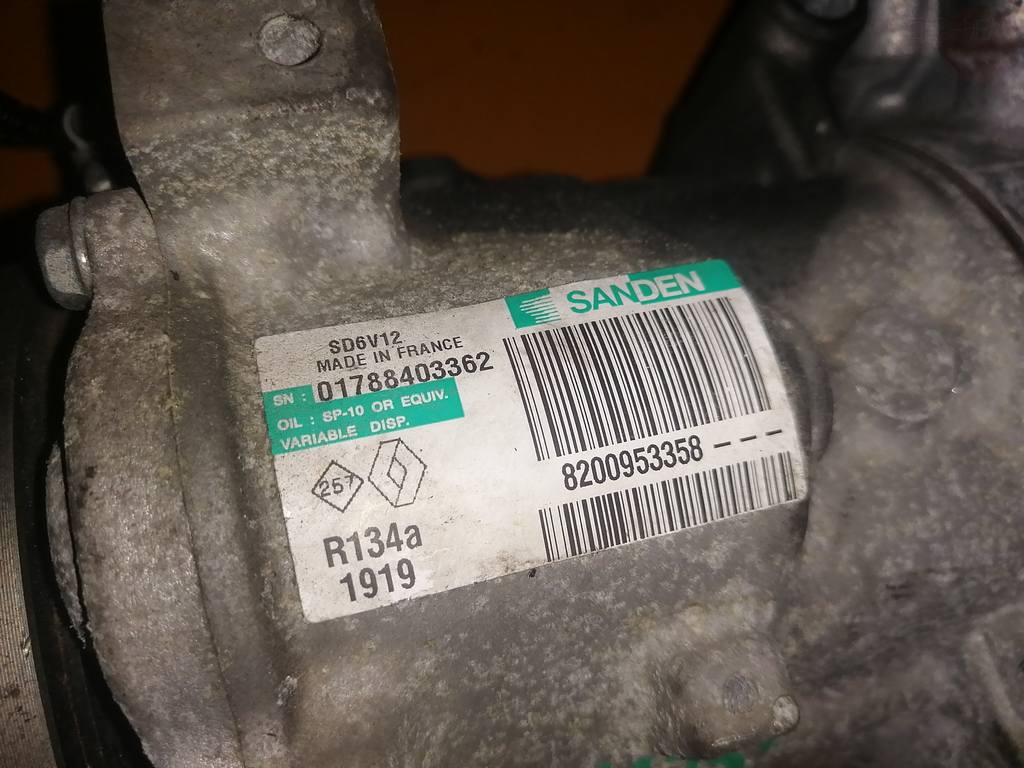 SANDEN
SD6V12
MADE IN FRANCE
SN : 01788403362
OIL : SP-10 OR EQUIV.
VARIABLE DISP.
257
8200953358 - - -
R134a
1919